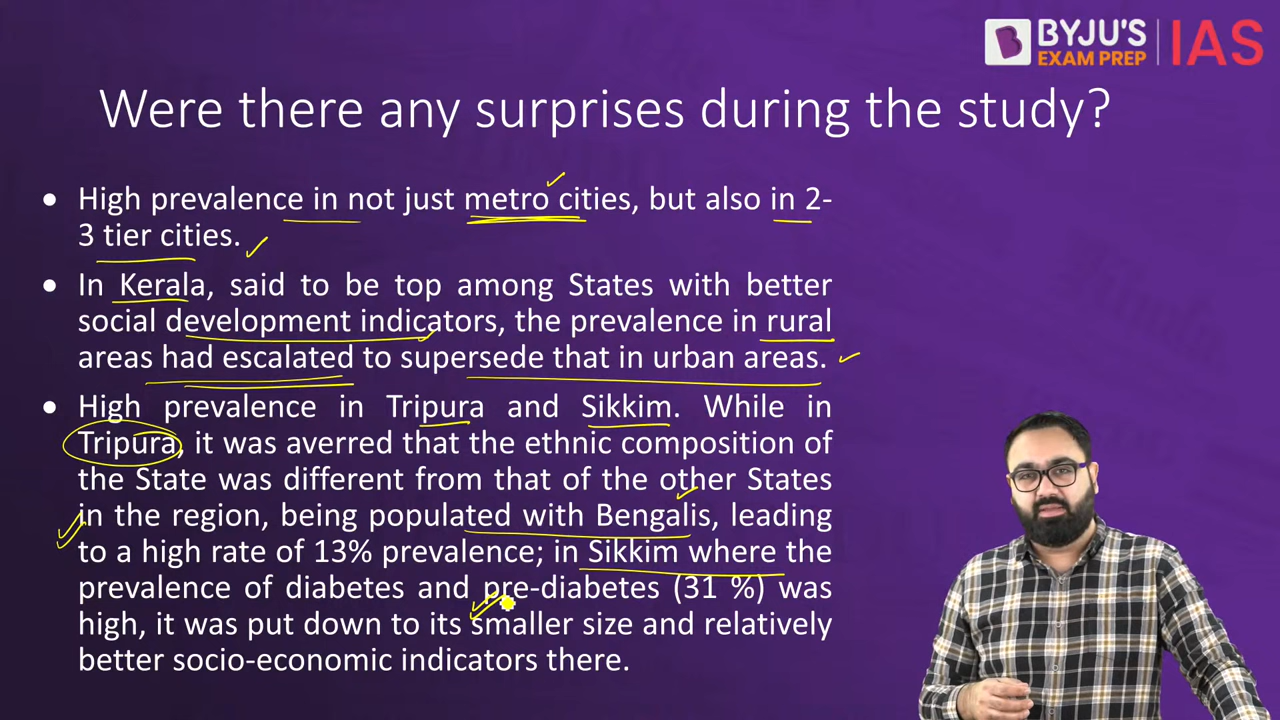 BYJU'S
EXAM PREP
IAS
Were there any surprises during the study?
• High prevalence in not just metro cities, but also in 2-
3 tier cities.
• In Kerala, said to be top among States with better
social development indicators, the prevalence in rural
areas had escalated to supersede that in urban areas.
• High prevalence in Tripura and Sikkim. While in
Tripura, it was averred that the ethnic composition of
the State was different from that of the other States
in the region, being populated with Bengalis, leading
to a high rate of 13% prevalence; in Sikkim where the
prevalence of diabetes and pre-diabetes (31 %) was
high, it was put down to its smaller size and relatively
better socio-economic indicators there.